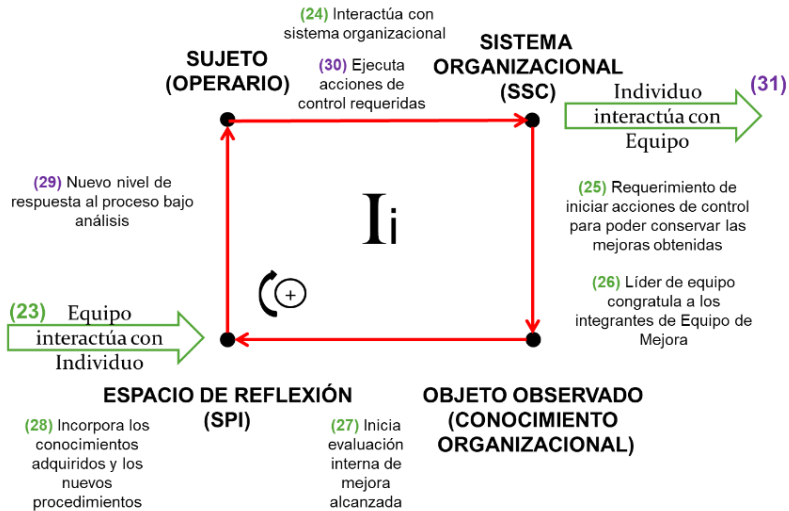 (24) Interactúa con
sistema organizacional
SUJETO
(OPERARIO)
(30) Ejecuta
acciones de
control requeridas
SISTEMA
ORGANIZACIONAL
(SSC)
Individuo
interactúa con
Equipo
(31)
(29) Nuevo nivel de
respuesta al proceso bajo
análisis
Ii
+
(25) Requerimiento de
iniciar acciones de control
para poder conservar las
mejoras obtenidas
(26) Líder de equipo
congratula a los
integrantes de Equipo de
Mejora
(23) Equipo
interactúa con
Individuo
ESPACIO DE REFLEXIÓN
(SPI)
OBJETO OBSERVADO
(CONOCIMIENTO
ORGANIZACIONAL)
(28) Incorpora los
conocimientos
adquiridos y los
nuevos
procedimientos
(27) Inicia
evaluación
interna de
mejora
alcanzada